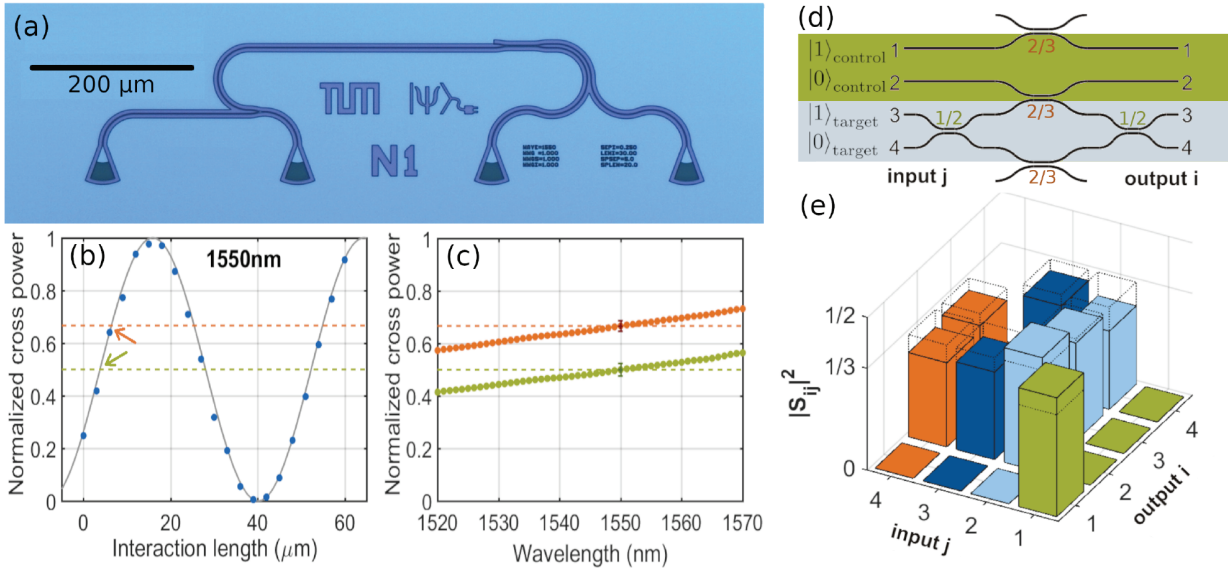 (a)
200 µm
TUM |ψ⟩
N1
(b)
1550nm
Normalized cross power
1
0.8
0.6
0.4
0.2
0
0 20 40 60
Interaction length (µm)
(c)
Normalized cross power
1
0.8
0.6
0.4
0.2
0
1520 1530 1540 1550 1560 1570
Wavelength (nm)
(d)
|1⟩control 1 2/3 1
|0⟩control 2 2
|1⟩target 3 1/2 2/3 1/2 3
|0⟩target 4 4
input j 2/3 output i
(e)
|Sij|²
1/2
1/3
0
4 3 2 1
input j
1 2 3 4
output i